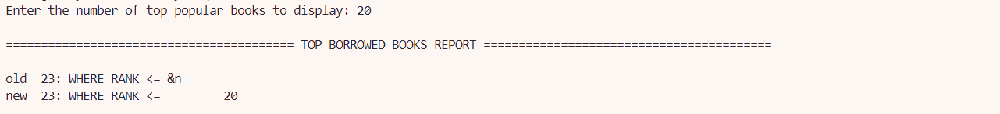 Enter the number of top popular books to display: 20
========================================= TOP BORROWED BOOKS REPORT =========================================
old  23: WHERE RANK <= &n
new  23: WHERE RANK <=         20